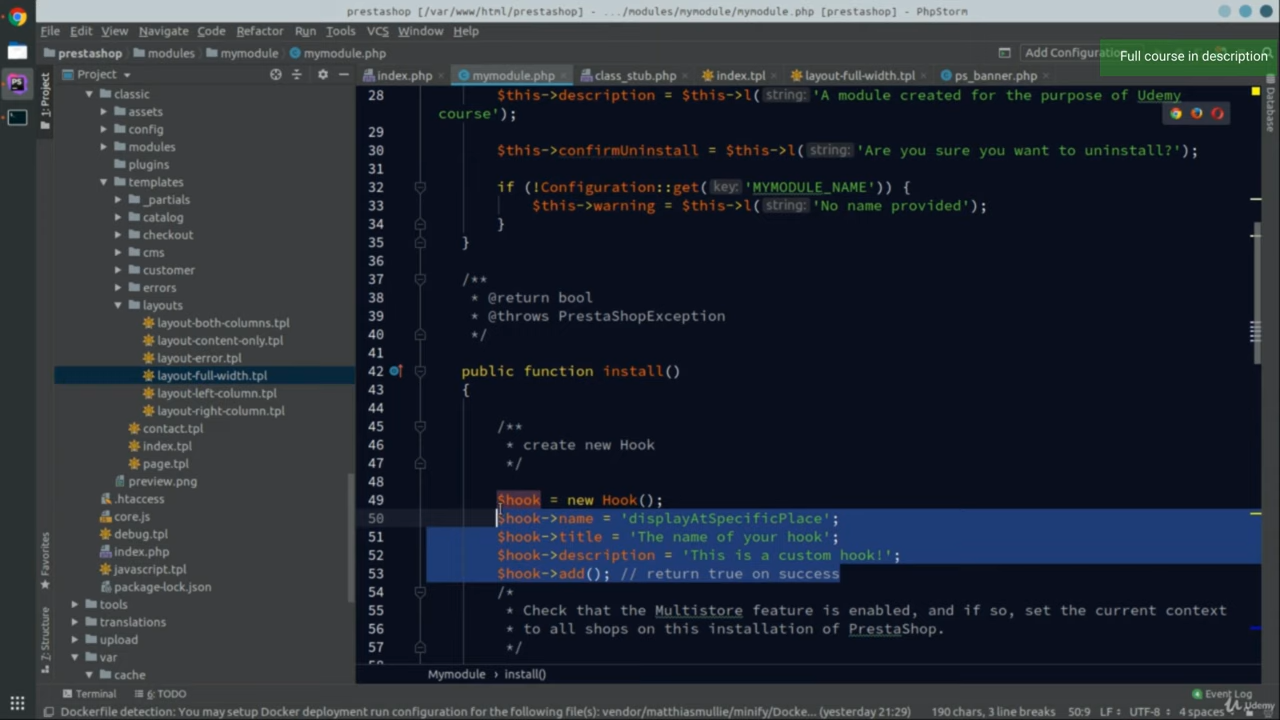 prestashop [/var/www/html/prestashop] - .../modules/mymodule/mymodule.php [prestashop] - PhpStorm
File Edit View Navigate Code Refactor Run Tools VCS Window Help
prestashop modules mymodule mymodule.php
Add Configuration
Full course in description
Project
index.php mymodule.php class_stub.php index.tpl layout-full-width.tpl ps_banner.php
1: Project
classic
assets
config
modules
plugins
templates
_partials
catalog
checkout
cms
customer
errors
layouts
layout-both-columns.tpl
layout-content-only.tpl
layout-error.tpl
layout-full-width.tpl
layout-left-column.tpl
layout-right-column.tpl
contact.tpl
index.tpl
page.tpl
preview.png
.htaccess
core.js
debug.tpl
index.php
javascript.tpl
package-lock.json
tools
translations
upload
var
cache
Favorites
7: Structure
28 $this->description = $this->l( string: 'A module created for the purpose of Udemy
course');
29
30 $this->confirmUninstall = $this->l( string: 'Are you sure you want to uninstall?');
31
32 if (!Configuration::get( key: 'MYMODULE_NAME')) {
33 $this->warning = $this->l( string: 'No name provided');
34 }
35 }
36
37 /**
38 * @return bool
39 * @throws PrestaShopException
40 */
41
42 public function install()
43 {
44
45 /**
46 * create new Hook
47 */
48
49 $hook = new Hook();
50 $hook->name = 'displayAtSpecificPlace';
51 $hook->title = 'The name of your hook';
52 $hook->description = 'This is a custom hook!';
53 $hook->add(); // return true on success
54 /*
55 * Check that the Multistore feature is enabled, and if so, set the current context
56 * to all shops on this installation of PrestaShop.
57 */
Database
Mymodule › install()
Terminal 6: TODO
Event Log
Dockerfile detection: You may setup Docker deployment run configuration for the following file(s): vendor/matthiasmullie/minify/Docke... (yesterday 21:29) 190 chars, 3 line breaks 50:9 LF UTF-8 4 spaces
Udemy